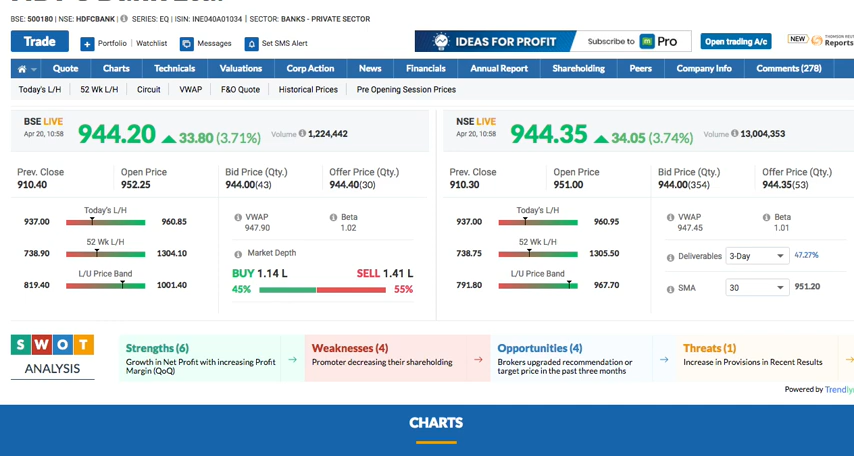 BSE: 500180 | NSE: HDFCBANK | SERIES: EQ | ISIN: INE040A01034 | SECTOR: BANKS - PRIVATE SECTOR
Trade
Portfolio | Watchlist
Messages
Set SMS Alert
IDEAS FOR PROFIT
Subscribe to m Pro
Open trading A/c
NEW
THOMSON REUT
Reports
Quote Charts Technicals Valuations Corp Action News Financials Annual Report Shareholding Peers Company Info Comments (278)
Today's L/H 52 Wk L/H Circuit VWAP F&O Quote Historical Prices Pre Opening Session Prices
BSE LIVE
Apr 20, 10:58
944.20 33.80 (3.71%) Volume 1,224,442
Prev. Close Open Price Bid Price (Qty.) Offer Price (Qty.)
910.40 952.25 944.00(43) 944.40(30)
Today's L/H
937.00 960.85
52 Wk L/H
738.90 1304.10
L/U Price Band
819.40 1001.40
VWAP Beta
947.90 1.02
Market Depth
BUY 1.14 L SELL 1.41 L
45% 55%
NSE LIVE
Apr 20, 10:58
944.35 34.05 (3.74%) Volume 13,004,353
Prev. Close Open Price Bid Price (Qty.) Offer Price (Qty.)
910.30 951.00 944.00(354) 944.35(53)
Today's L/H
937.00 960.95
52 Wk L/H
738.75 1305.50
L/U Price Band
791.80 967.70
VWAP Beta
947.45 1.01
Deliverables 3-Day 47.27%
SMA 30 951.20
SWOT
ANALYSIS
Strengths (6)
Growth in Net Profit with increasing Profit
Margin (QoQ)
Weaknesses (4)
Promoter decreasing their shareholding
Opportunities (4)
Brokers upgraded recommendation or
target price in the past three months
Threats (1)
Increase in Provisions in Recent Results
Powered by Trendly
CHARTS